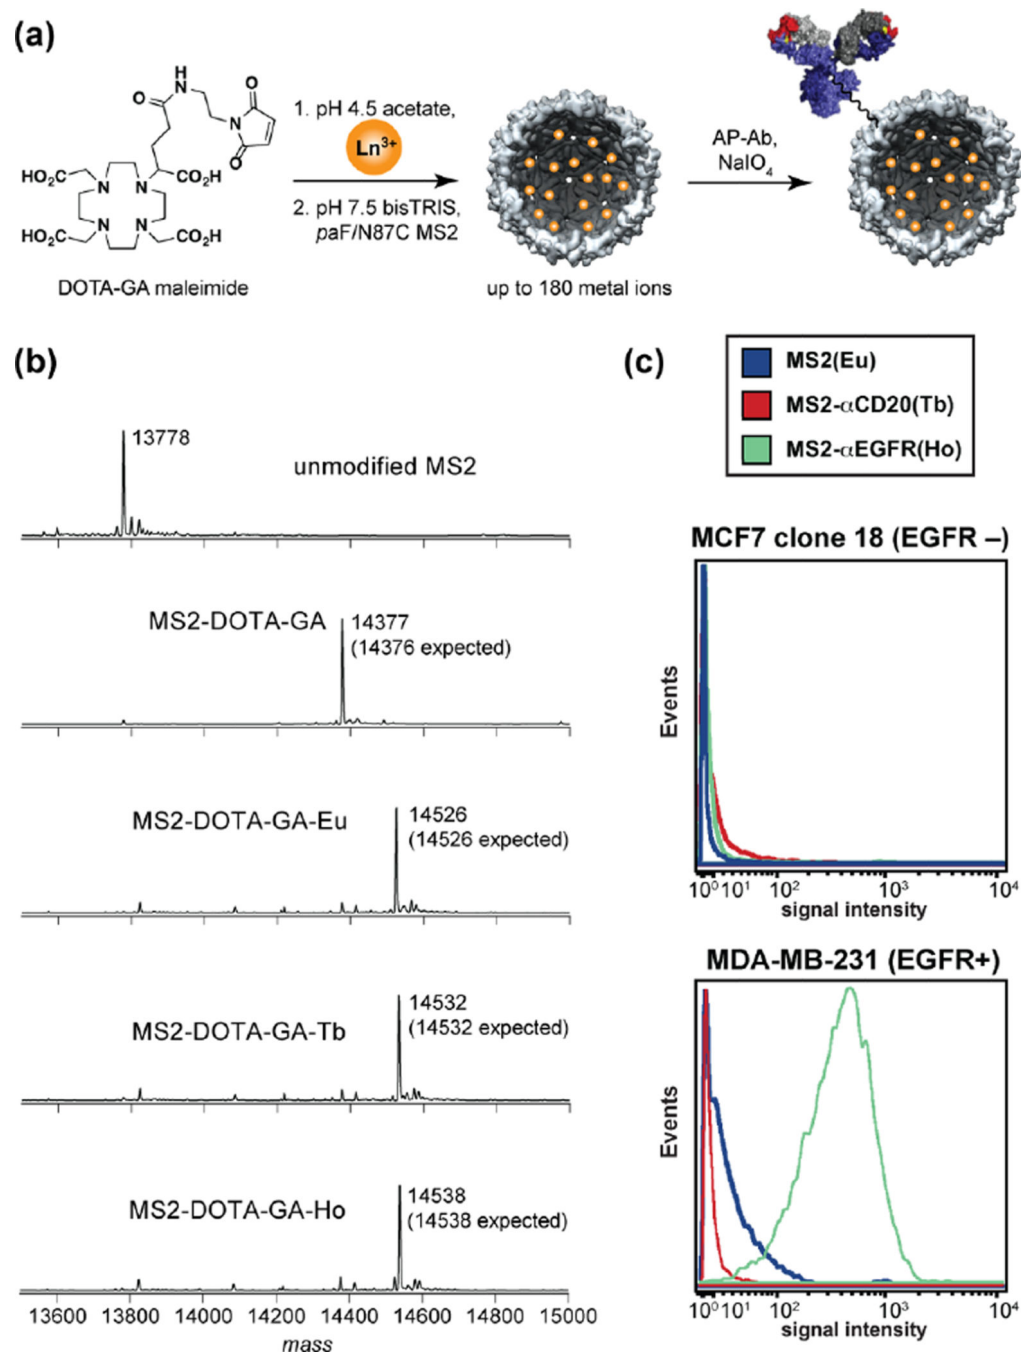 (a)
H
N
O
HN
O
N
O
HO₂C
CO₂H
N
N
N
N
HO₂C
CO₂H
DOTA-GA maleimide
1. pH 4.5 acetate,
Ln³⁺
2. pH 7.5 bisTRIS,
paF/N87C MS2
up to 180 metal ions
AP-Ab,
NaIO₄
(b)
13778
unmodified MS2
MS2-DOTA-GA
14377
(14376 expected)
MS2-DOTA-GA-Eu
14526
(14526 expected)
MS2-DOTA-GA-Tb
14532
(14532 expected)
MS2-DOTA-GA-Ho
14538
(14538 expected)
13600 13800 14000 14200 14400 14600 14800 15000
mass
(c)
MS2(Eu)
MS2-αCD20(Tb)
MS2-αEGFR(Ho)
MCF7 clone 18 (EGFR –)
Events
10⁰ 10¹ 10² 10³ 10⁴
signal intensity
MDA-MB-231 (EGFR+)
Events
10⁰ 10¹ 10² 10³ 10⁴
signal intensity